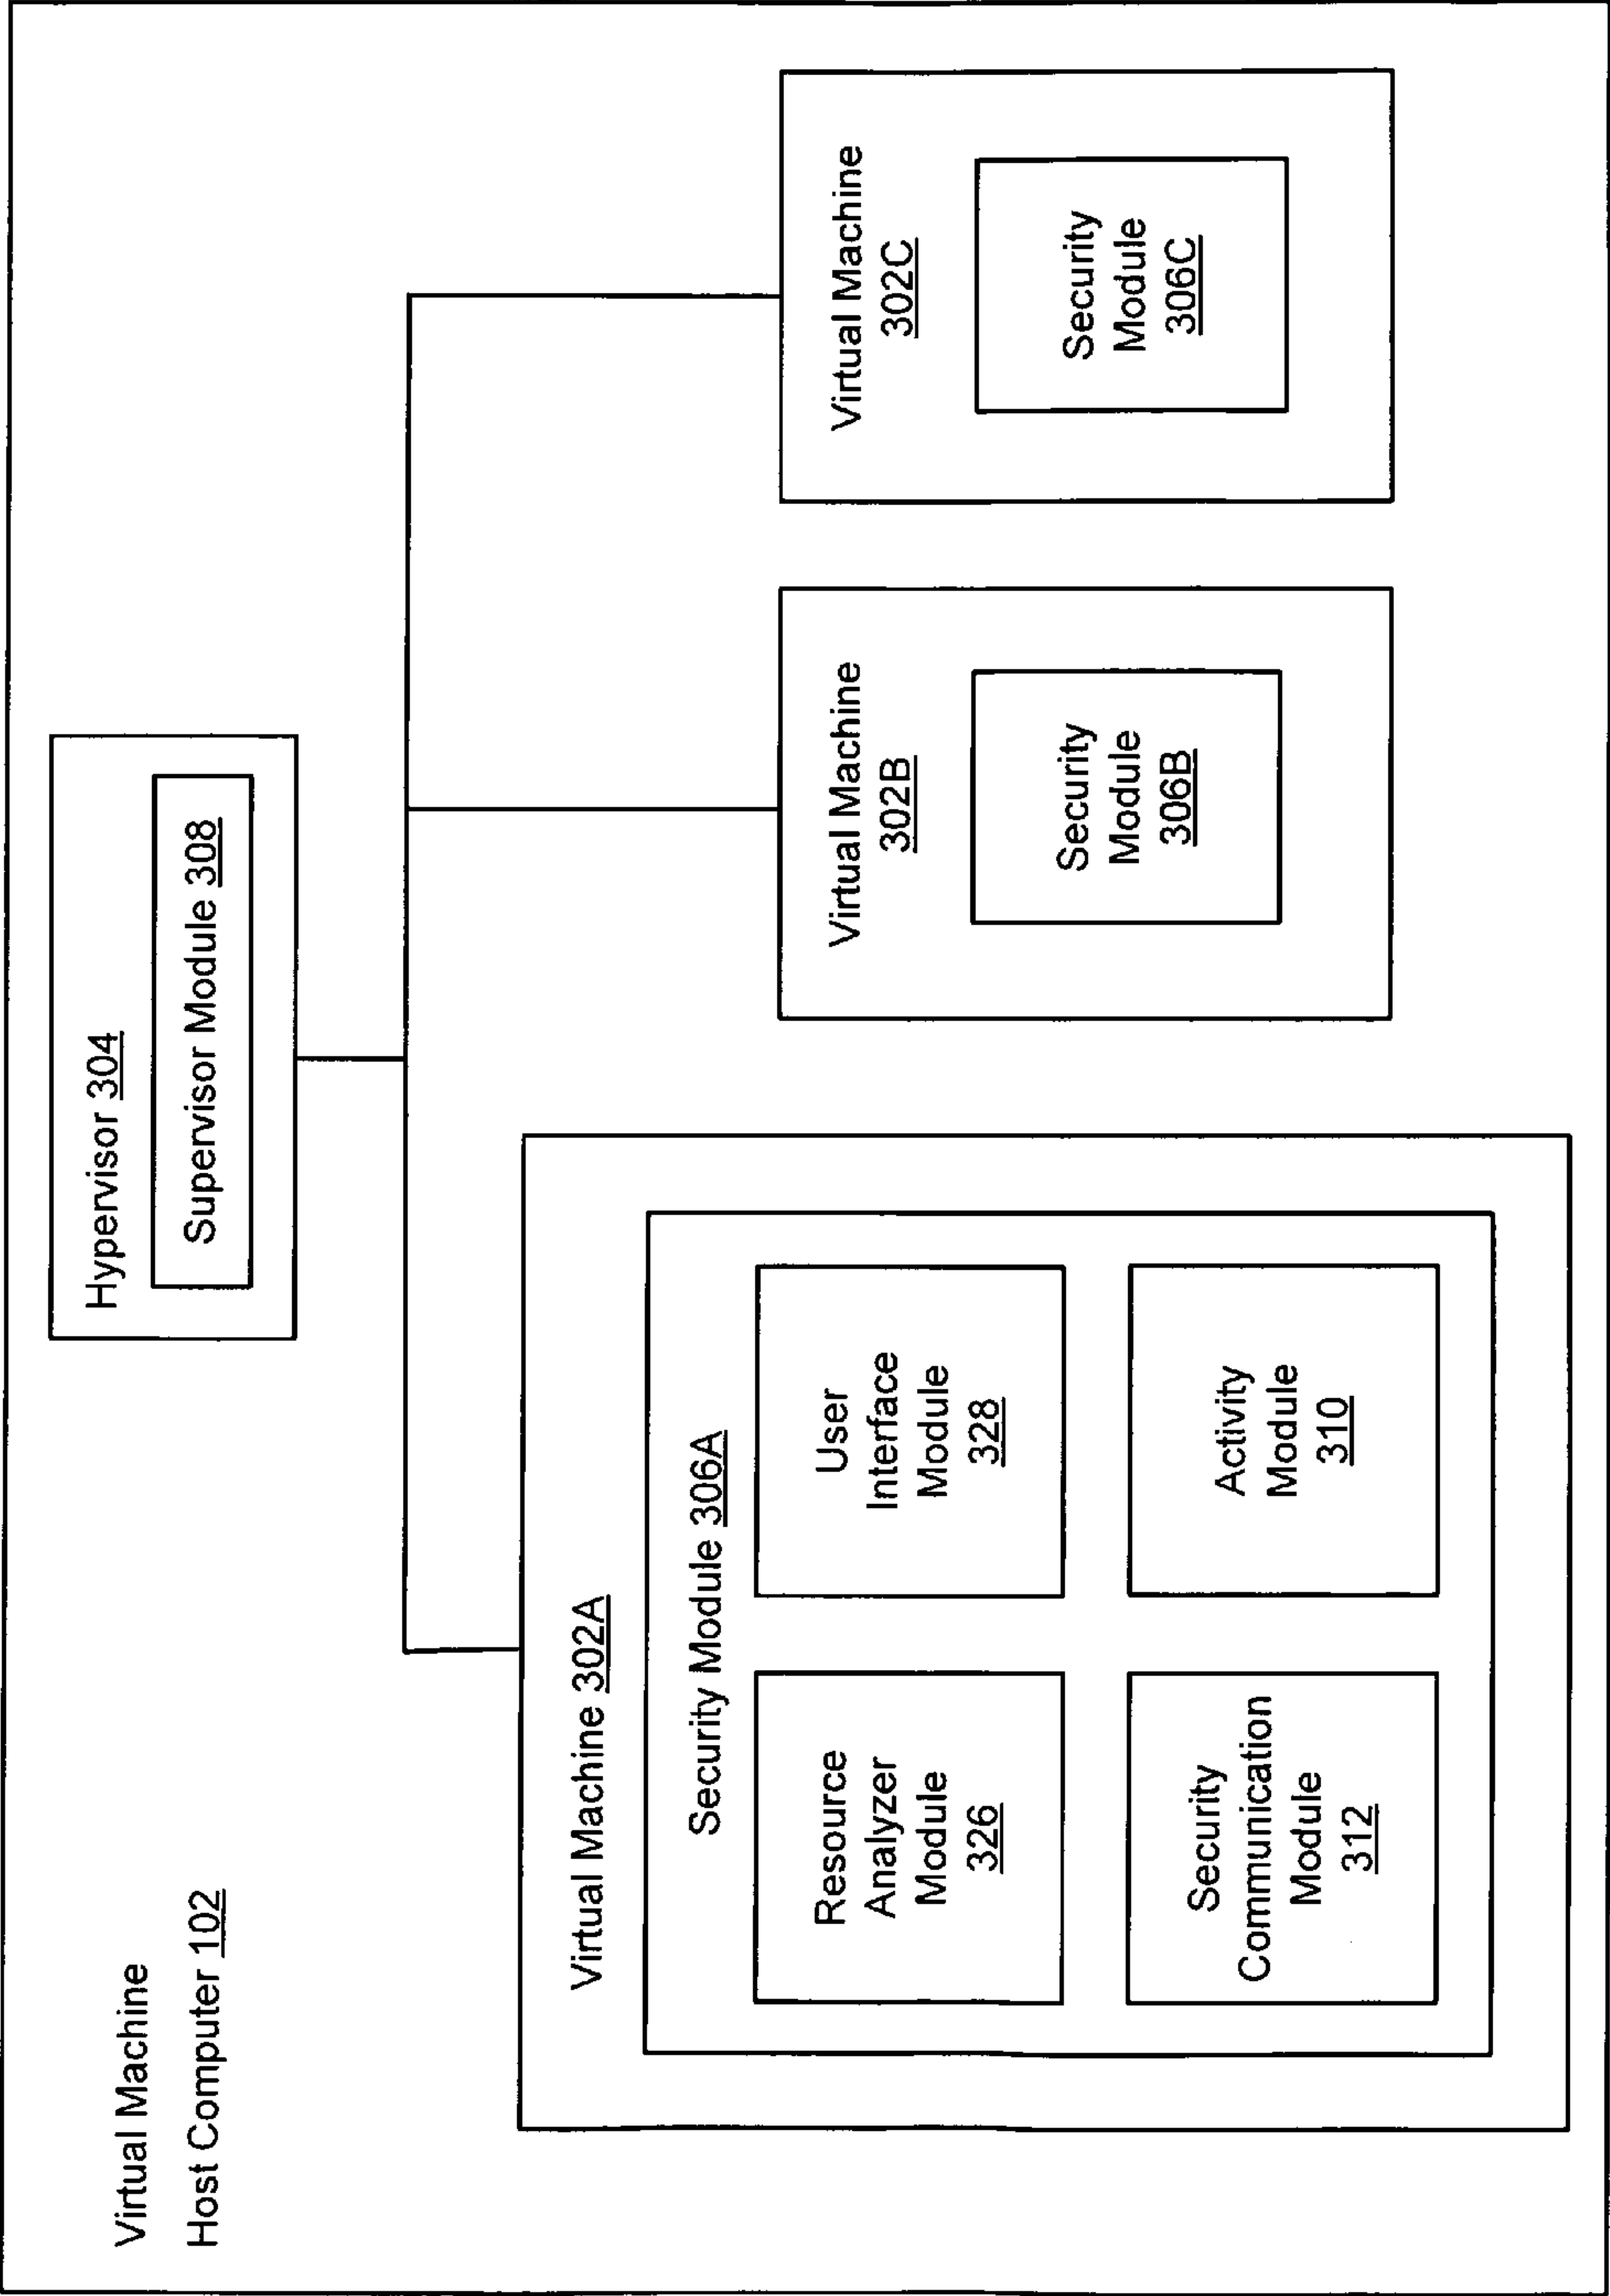 Virtual Machine
Host Computer 102
Hypervisor 304
Supervisor Module 308
Virtual Machine 302A
Security Module 306A
Resource
Analyzer
Module
326
User
Interface
Module
328
Security
Communication
Module
312
Activity
Module
310
Virtual Machine
302B
Security
Module
306B
Virtual Machine
302C
Security
Module
306C